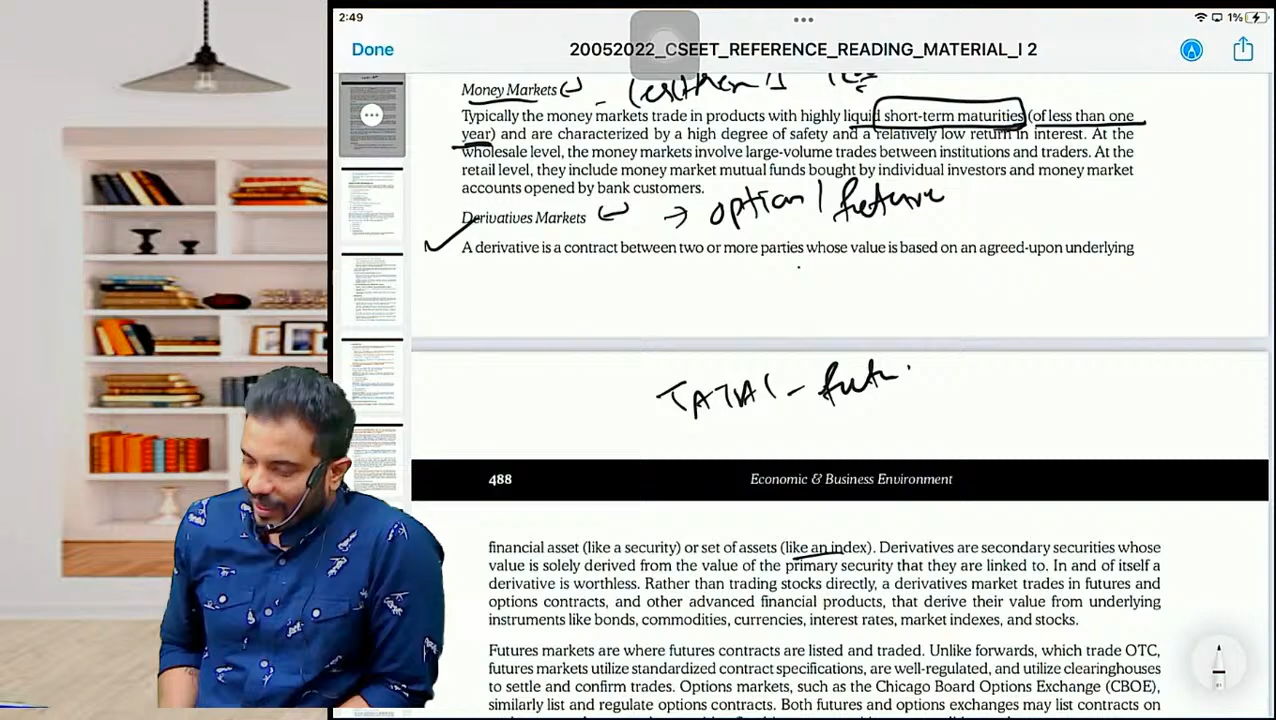 2:49
1%
Done
20052022_CSEET_REFERENCE_READING_MATERIAL_I 2
Money Markets
Typically the money markets trade in products with highly liquid short-term maturities (of less than one
year) and are characterized by a high degree of safety and a relatively low return in interest. At the
wholesale level, the money markets involve large-volume trades between institutions and traders. At the
retail level, they include money market mutual funds bought by individual investors and money market
accounts opened by bank customers.
Derivatives Markets → option / future
A derivative is a contract between two or more parties whose value is based on an agreed-upon underlying
488 Economic & Business Environment
financial asset (like a security) or set of assets (like an index). Derivatives are secondary securities whose
value is solely derived from the value of the primary security that they are linked to. In and of itself a
derivative is worthless. Rather than trading stocks directly, a derivatives market trades in futures and
options contracts, and other advanced financial products, that derive their value from underlying
instruments like bonds, commodities, currencies, interest rates, market indexes, and stocks.
Futures markets are where futures contracts are listed and traded. Unlike forwards, which trade OTC,
futures markets utilize standardized contract specifications, are well-regulated, and utilize clearinghouses
to settle and confirm trades. Options markets, such as the Chicago Board Options Exchange (CBOE),
similarly list and regulate options contracts. Both futures and options exchanges may list contracts on